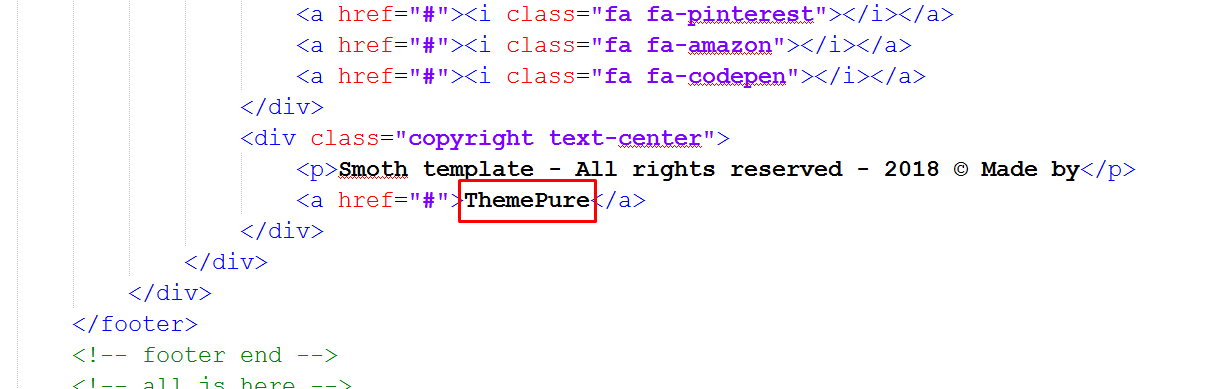 <a href="#"><i class="fa fa-pinterest"></i></a>
<a href="#"><i class="fa fa-amazon"></i></a>
<a href="#"><i class="fa fa-codepen"></i></a>
</div>
<div class="copyright text-center">
<p>Smoth template - All rights reserved - 2018 © Made by</p>
<a href="#">ThemePure</a>
</div>
</div>
</div>
</footer>
<!-- footer end -->
<!-- all is here -->